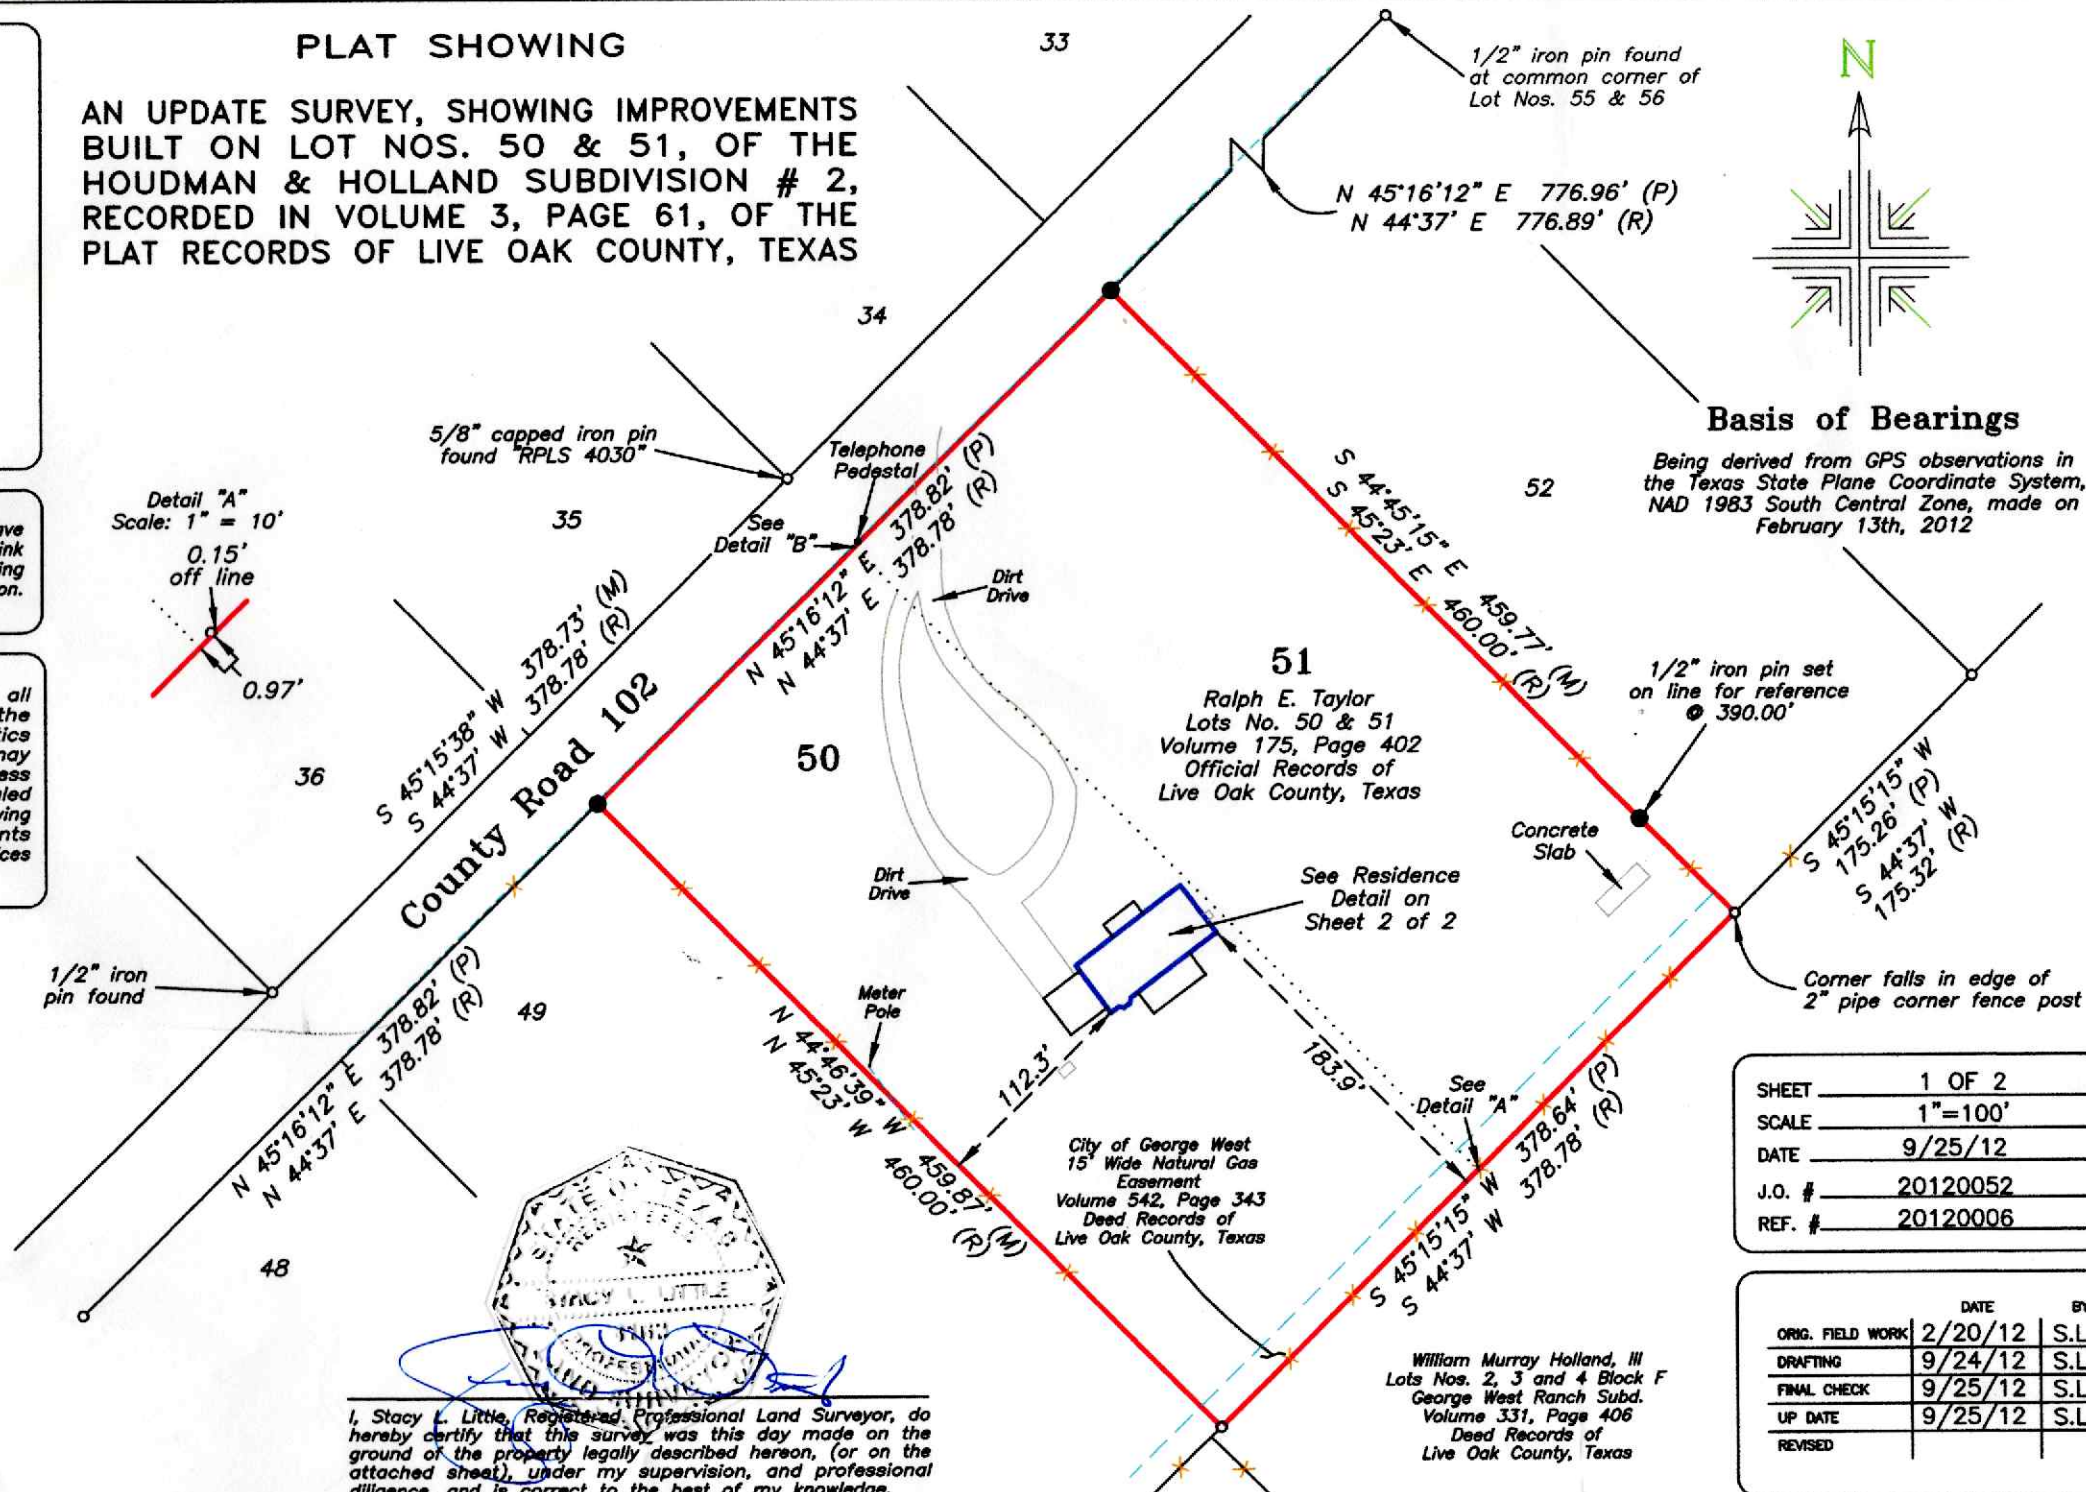 PLAT SHOWING
AN UPDATE SURVEY, SHOWING IMPROVEMENTS
BUILT ON LOT NOS. 50 & 51, OF THE
HOUDMAN & HOLLAND SUBDIVISION # 2,
RECORDED IN VOLUME 3, PAGE 61, OF THE
PLAT RECORDS OF LIVE OAK COUNTY, TEXAS
33
1/2" iron pin found
at common corner of
Lot Nos. 55 & 56
N
N 45°16'12" E 776.96' (P)
N 44°37' E 776.89' (R)
34
Basis of Bearings
Being derived from GPS observations in
the Texas State Plane Coordinate System,
NAD 1983 South Central Zone, made on
February 13th, 2012
5/8" capped iron pin
found "RPLS 4030"
Telephone
Pedestal
See
Detail "B"
35
52
Detail "A"
Scale: 1" = 10'
0.15'
off line
0.97'
all
the
N 45°16'12" E 378.82' (P)
N 44°37' E 378.78' (R)
S 44°45'15" E 459.77' (M)
S 45°23' E 460.00' (R)
Dirt
Drive
S 45°15'38" W 378.73' (M)
S 44°37' W 378.78' (R)
County Road 102
36
50
51
Ralph E. Taylor
Lots No. 50 & 51
Volume 175, Page 402
Official Records of
Live Oak County, Texas
1/2" iron pin set
on line for reference
@ 390.00'
S 45°15'15" W
175.26' (P)
S 44°37' W
175.32' (R)
Concrete
Slab
Dirt
Drive
See Residence
Detail on
Sheet 2 of 2
1/2" iron
pin found
49
Meter
Pole
Corner falls in edge of
2" pipe corner fence post
N 45°16'12" E 378.82' (P)
N 44°37' E 378.78' (R)
N 44°46'39" W 459.87' (M)
N 45°23' W 460.00' (R)
112.3'
183.9'
See
Detail "A"
S 45°15'15" W 378.64' (P)
S 44°37' W 378.78' (R)
City of George West
15' Wide Natural Gas
Easement
Volume 542, Page 343
Deed Records of
Live Oak County, Texas
48
SHEET 1 OF 2
SCALE 1"=100'
DATE 9/25/12
J.O. # 20120052
REF. # 20120006
STACY L. LITTLE
William Murray Holland, III
Lots Nos. 2, 3 and 4 Block F
George West Ranch Subd.
Volume 331, Page 406
Deed Records of
Live Oak County, Texas
DATE
ORIG. FIELD WORK 2/20/12 S.L
DRAFTING 9/24/12 S.L
FINAL CHECK 9/25/12 S.L
UP DATE 9/25/12 S.L
REVISED
I, Stacy L. Little, Registered Professional Land Surveyor, do
hereby certify that this survey was this day made on the
ground of the property legally described hereon, (or on the
attached sheet), under my supervision, and professional
diligence, and is correct to the best of my knowledge.